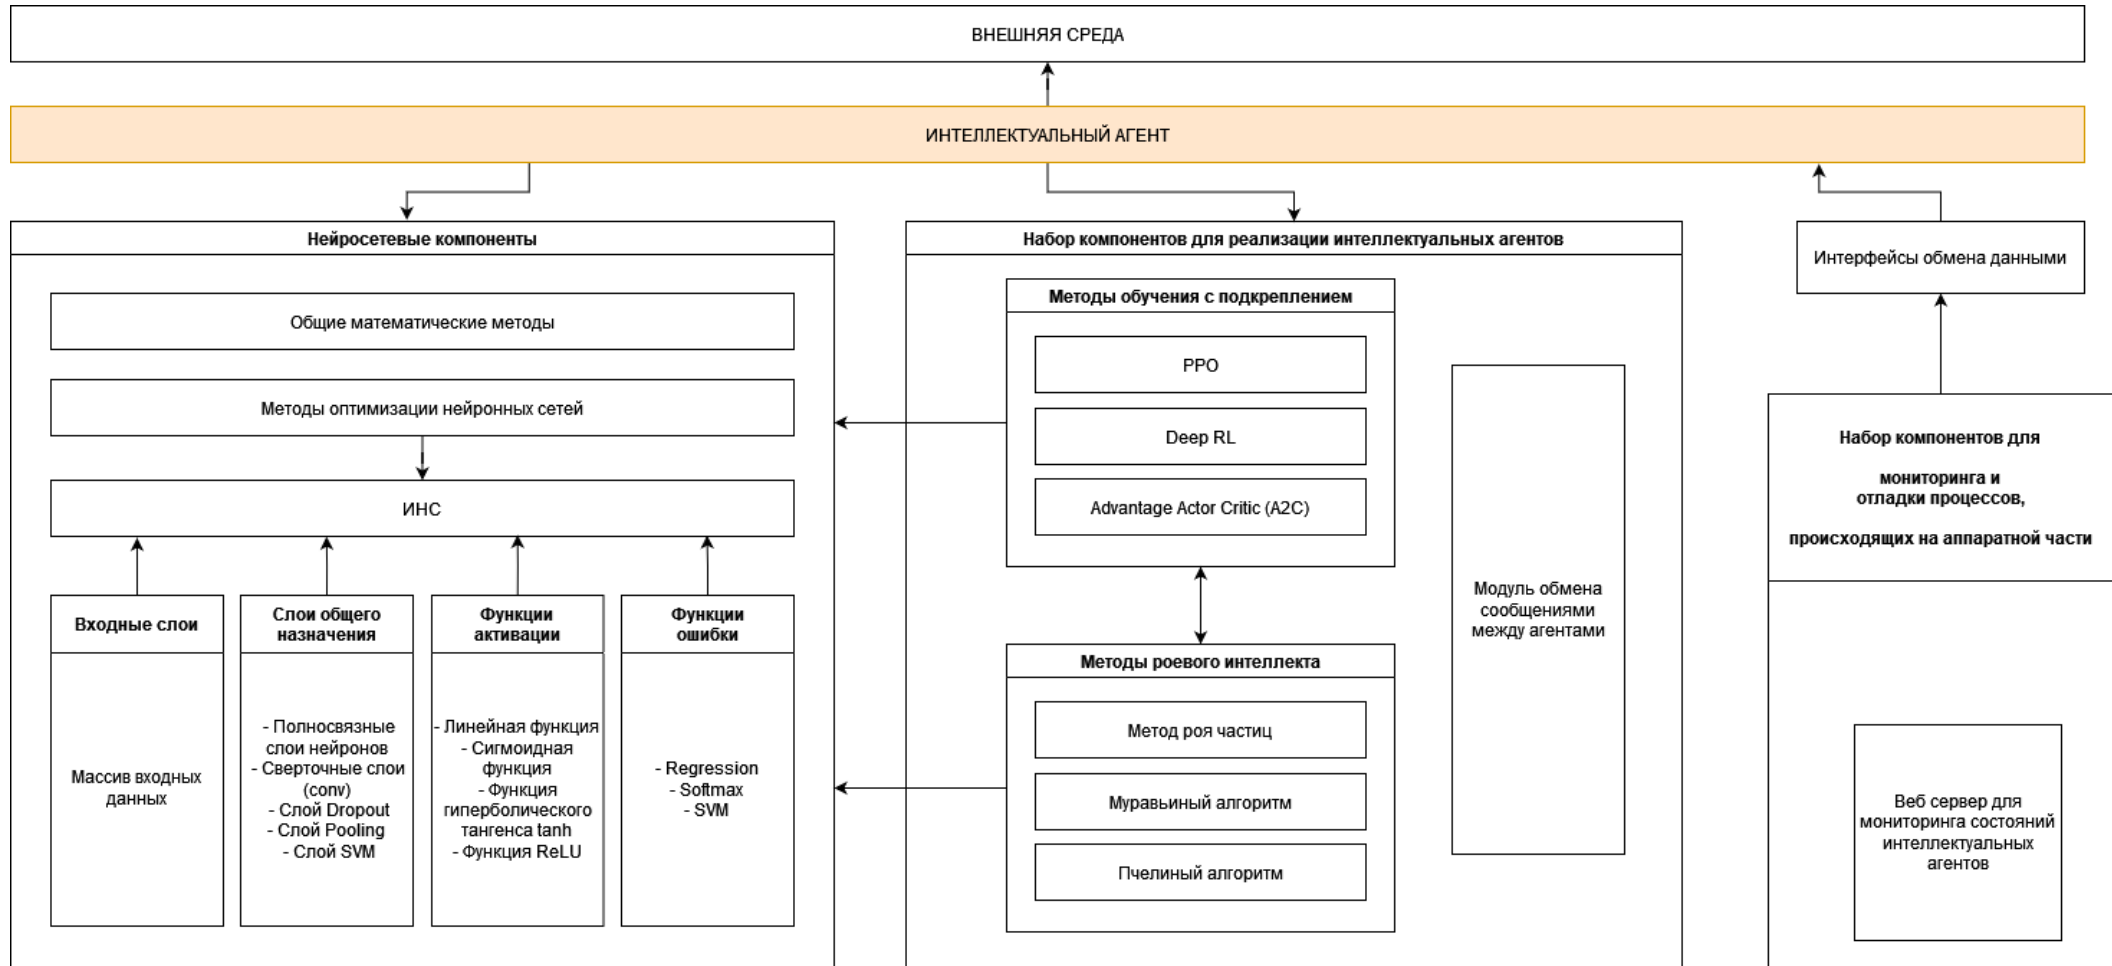 ВНЕШНЯЯ СРЕДА
ИНТЕЛЛЕКТУАЛЬНЫЙ АГЕНТ
Нейросетевые компоненты
Общие математические методы
Методы оптимизации нейронных сетей
ИНС
Входные слои
Массив входных
данных
Слои общего
назначения
- Полносвязные
слои нейронов
- Сверточные слои
(conv)
- Слой Dropout
- Слой Pooling
- Слой SVM
Функции
активации
- Линейная функция
- Сигмоидная
функция
- Функция
гиперболического
тангенса tanh
- Функция ReLU
Функции
ошибки
- Regression
- Softmax
- SVM
Набор компонентов для реализации интеллектуальных агентов
Методы обучения с подкреплением
PPO
Deep RL
Advantage Actor Critic (A2C)
Методы роевого интеллекта
Метод роя частиц
Муравьиный алгоритм
Пчелиный алгоритм
Модуль обмена
сообщениями
между агентами
Интерфейсы обмена данными
Набор компонентов для
мониторинга и
отладки процессов,
происходящих на аппаратной части
Веб сервер для
мониторинга состояний
интеллектуальных
агентов